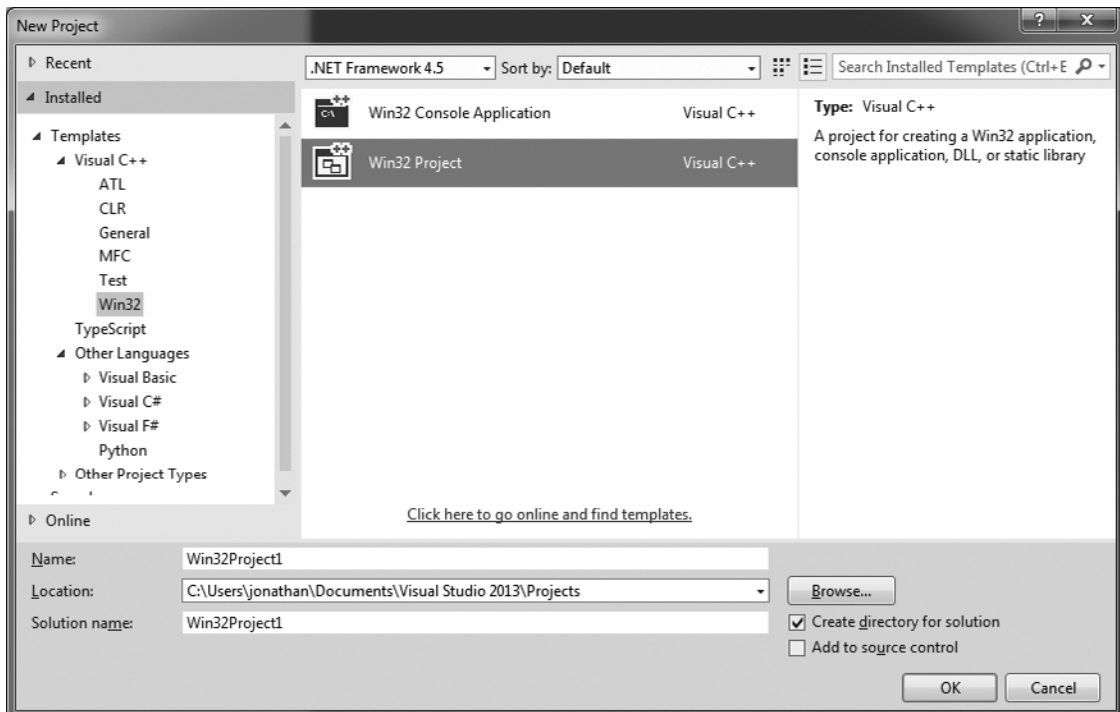 New Project
? X
Recent
Installed
Templates
Visual C++
ATL
CLR
General
MFC
Test
Win32
TypeScript
Other Languages
Visual Basic
Visual C#
Visual F#
Python
Other Project Types
Online
.NET Framework 4.5
Sort by: Default
Search Installed Templates (Ctrl+E
C:\ Win32 Console Application Visual C++
Win32 Project Visual C++
Click here to go online and find templates.
Type: Visual C++
A project for creating a Win32 application,
console application, DLL, or static library
Name: Win32Project1
Location: C:\Users\jonathan\Documents\Visual Studio 2013\Projects
Browse...
Solution name: Win32Project1
Create directory for solution
Add to source control
OK Cancel